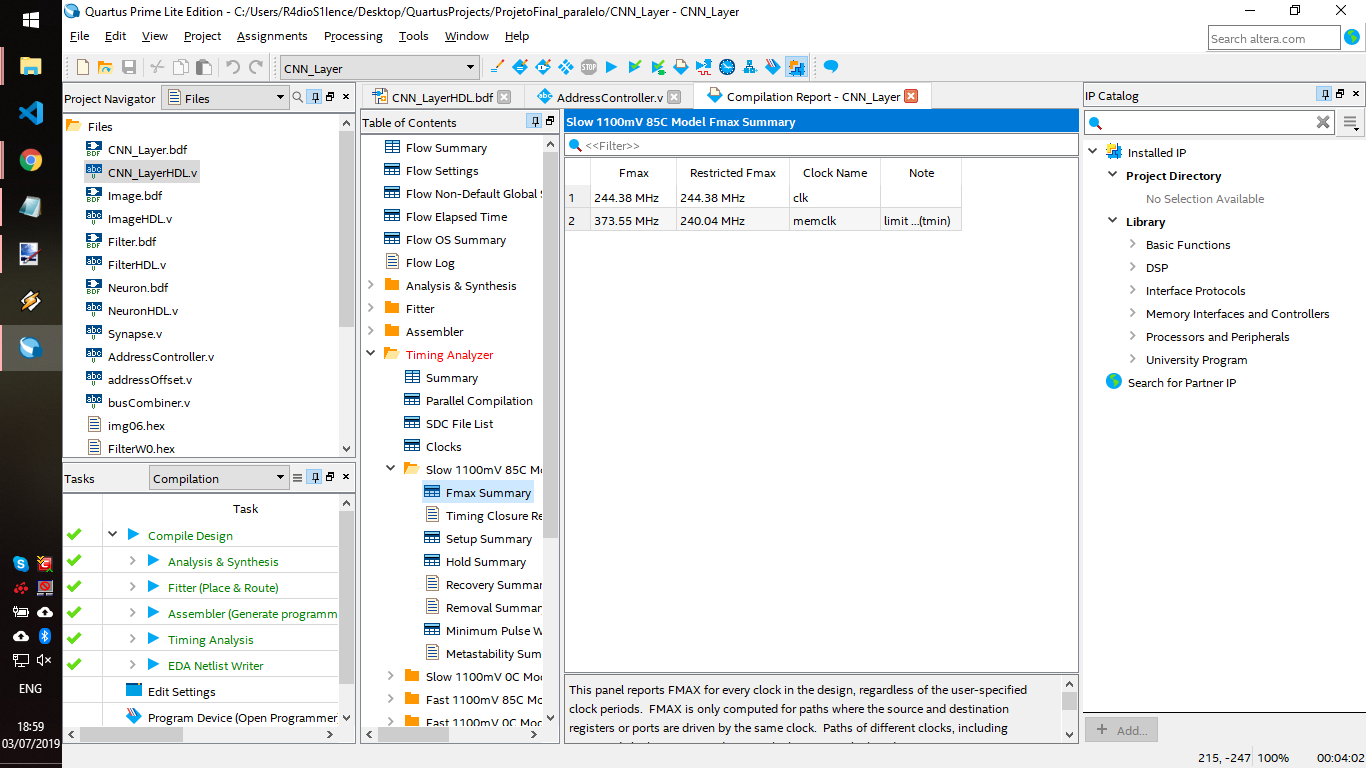 Quartus Prime Lite Edition - C:/Users/R4dioS1lence/Desktop/QuartusProjects/ProjetoFinal_paralelo/CNN_Layer - CNN_Layer
File Edit View Project Assignments Processing Tools Window Help
Search altera.com
CNN_Layer
STOP
Project Navigator
Files
Files
CNN_Layer.bdf
CNN_LayerHDL.v
Image.bdf
ImageHDL.v
Filter.bdf
FilterHDL.v
Neuron.bdf
NeuronHDL.v
Synapse.v
AddressController.v
addressOffset.v
busCombiner.v
img06.hex
FilterW0.hex
Tasks
Compilation
Task
Compile Design
Analysis & Synthesis
Fitter (Place & Route)
Assembler (Generate programm
Timing Analysis
EDA Netlist Writer
Edit Settings
Program Device (Open Programmer
CNN_LayerHDL.bdf
AddressController.v
Compilation Report - CNN_Layer
Table of Contents
Flow Summary
Flow Settings
Flow Non-Default Global S
Flow Elapsed Time
Flow OS Summary
Flow Log
Analysis & Synthesis
Fitter
Assembler
Timing Analyzer
Summary
Parallel Compilation
SDC File List
Clocks
Slow 1100mV 85C Mo
Fmax Summary
Timing Closure Re
Setup Summary
Hold Summary
Recovery Summar
Removal Summar
Minimum Pulse W
Metastability Sum
Slow 1100mV 0C Mod
Fast 1100mV 85C Mo
Fast 1100mV 0C Mod
Slow 1100mV 85C Model Fmax Summary
<<Filter>>
Fmax Restricted Fmax Clock Name Note
1 244.38 MHz 244.38 MHz clk
2 373.55 MHz 240.04 MHz memclk limit ...(tmin)
This panel reports FMAX for every clock in the design, regardless of the user-specified
clock periods. FMAX is only computed for paths where the source and destination
registers or ports are driven by the same clock. Paths of different clocks, including
IP Catalog
Installed IP
Project Directory
No Selection Available
Library
Basic Functions
DSP
Interface Protocols
Memory Interfaces and Controllers
Processors and Peripherals
University Program
Search for Partner IP
+ Add...
215, -247 100% 00:04:02
ENG
18:59
03/07/2019